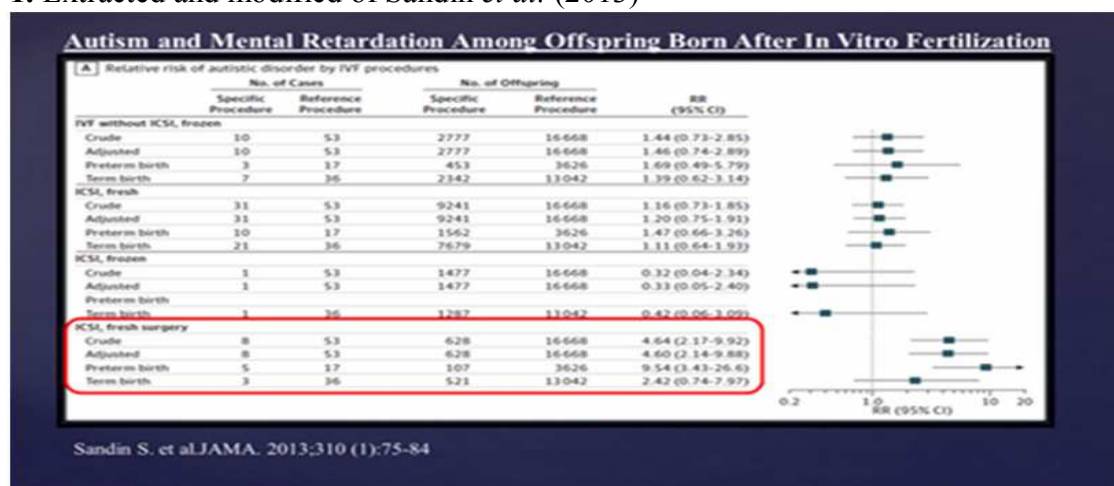 1. Extracted and modified of Sandin et al. (2013)
Autism and Mental Retardation Among Offspring Born After In Vitro Fertilization
A Relative risk of autistic disorder by IVF procedures
No. of Cases No. of Offspring
Specific Procedure Reference Procedure Specific Procedure Reference Procedure RR (95% CI)
IVF without ICSI, frozen
Crude 10 53 2777 16668 1.44 (0.73-2.85)
Adjusted 10 53 2777 16668 1.46 (0.74-2.89)
Preterm birth 3 17 453 3626 1.69 (0.49-5.79)
Term birth 7 36 2342 13042 1.39 (0.62-3.14)
ICSI, fresh
Crude 31 53 9241 16668 1.16 (0.73-1.85)
Adjusted 31 53 9241 16668 1.20 (0.75-1.91)
Preterm birth 10 17 1562 3626 1.47 (0.66-3.26)
Term birth 21 36 7679 13042 1.11 (0.64-1.93)
ICSI, frozen
Crude 1 53 1477 16668 0.32 (0.04-2.34)
Adjusted 1 53 1477 16668 0.33 (0.05-2.40)
Preterm birth
Term birth 1 36 1287 13042 0.42 (0.06-3.09)
ICSI, fresh surgery
Crude 8 53 628 16668 4.64 (2.17-9.92)
Adjusted 8 53 628 16668 4.60 (2.14-9.88)
Preterm birth 5 17 107 3626 9.54 (3.43-26.6)
Term birth 3 36 521 13042 2.42 (0.74-7.97)
0.2 1.0 10 20
RR (95% CI)
Sandin S. et al.JAMA. 2013;310 (1):75-84